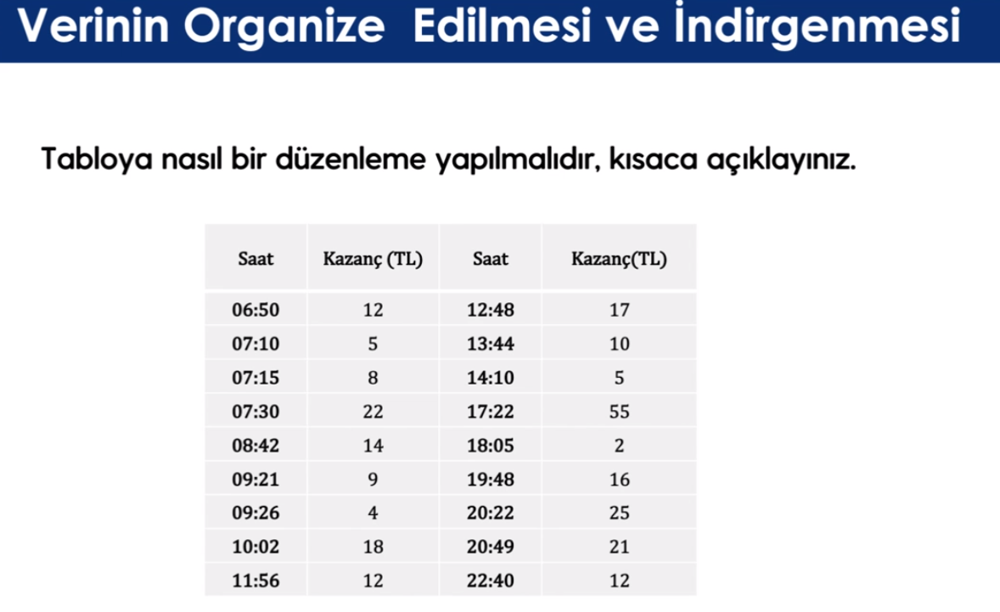 Verinin Organize Edilmesi ve İndirgenmesi
Tabloya nasıl bir düzenleme yapılmalıdır, kısaca açıklayınız.
Saat Kazanç (TL) Saat Kazanç(TL)
06:50 12 12:48 17
07:10 5 13:44 10
07:15 8 14:10 5
07:30 22 17:22 55
08:42 14 18:05 2
09:21 9 19:48 16
09:26 4 20:22 25
10:02 18 20:49 21
11:56 12 22:40 12